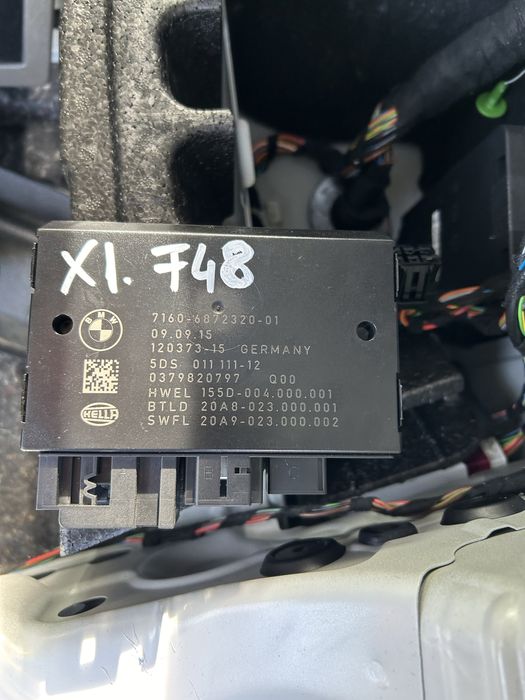 X1. F48
BMW
7160-6872320-01
09.09.15
120373-15 GERMANY
5DS 011 111-12
0379820797 Q00
HWEL 155D-004.000.001
BTLD 20A8-023.000.001
HELLA
SWFL 20A9-023.000.002
B C